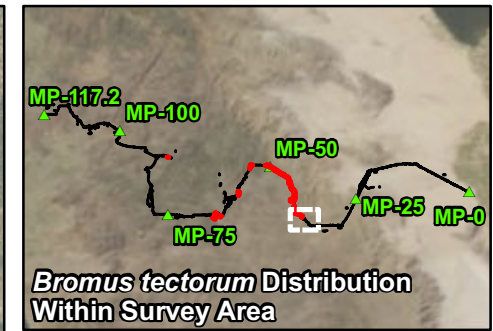 MP-117.2
MP-100
MP-50
MP-25
MP-0
MP-75
Bromus tectorum Distribution
Within Survey Area